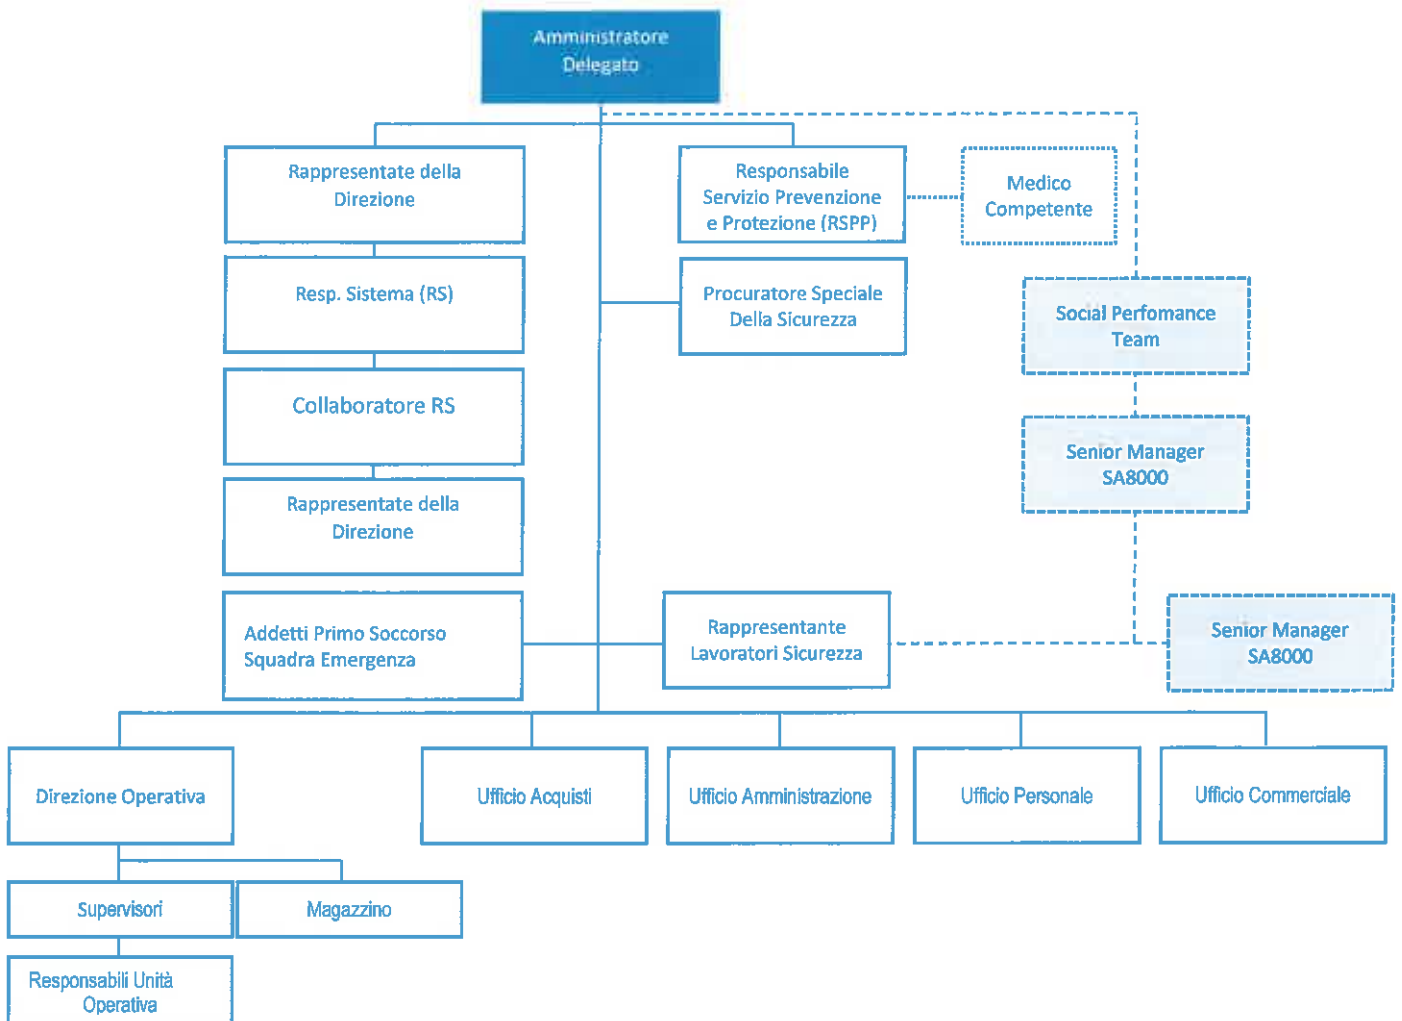 Amministratore
Delegato
Rappresentate della
Direzione
Responsabile
Servizio Prevenzione
e Protezione (RSPP)
Medico
Competente
Resp. Sistema (RS)
Procuratore Speciale
Della Sicurezza
Social Perfomance
Team
Collaboratore RS
Senior Manager
SA8000
Rappresentate della
Direzione
Addetti Primo Soccorso
Squadra Emergenza
Rappresentante
Lavoratori Sicurezza
Senior Manager
SA8000
Direzione Operativa
Ufficio Acquisti
Ufficio Amministrazione
Ufficio Personale
Ufficio Commerciale
Supervisori
Magazzino
Responsabili Unità
Operativa